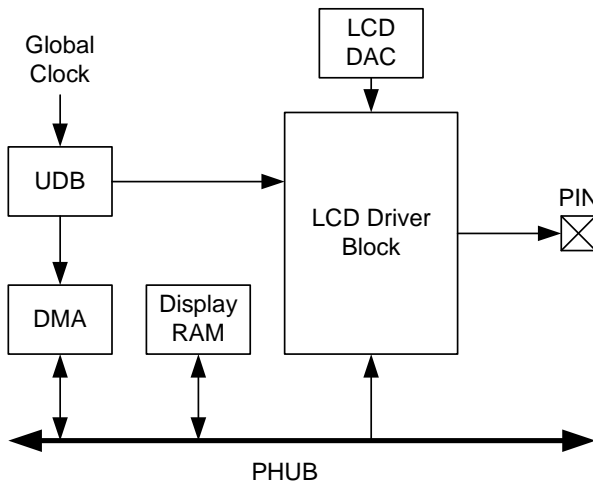 LCD
DAC
Global
Clock
UDB
LCD Driver
Block
PIN
DMA
Display
RAM
PHUB